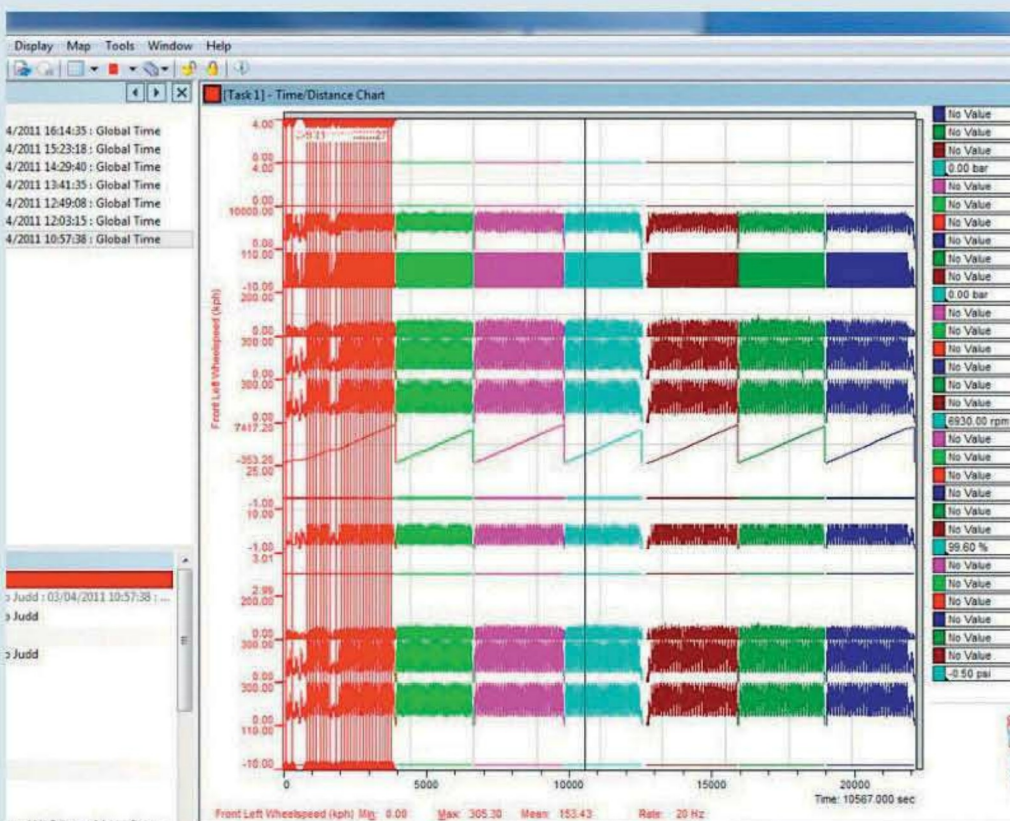 Display Map Tools Window Help
[Task 1] - Time/Distance Chart
4/2011 16:14:35 : Global Time
4/2011 15:23:18 : Global Time
4/2011 14:29:40 : Global Time
4/2011 13:41:35 : Global Time
4/2011 12:49:08 : Global Time
4/2011 12:03:15 : Global Time
4/2011 10:57:38 : Global Time
o Judd : 03/04/2011 10:57:38 : ...
o Judd
o Judd
Front Left Wheelspeed (kph)
4.00
0.00
4.00
0.00
10000.00
0.00
110.00
-10.00
200.00
0.00
300.00
0.00
300.00
0.00
7417.20
-353.20
25.00
-1.00
10.00
-1.00
3.01
2.99
200.00
0.00
300.00
0.00
300.00
0.00
110.00
-10.00
0 5000 10000 15000 20000
Time: 10567.000 sec
Front Left Wheelspeed (kph) Min: 0.00 Max: 305.30 Mean: 153.43 Rate: 20 Hz
No Value
No Value
No Value
0.00 bar
No Value
No Value
No Value
No Value
No Value
No Value
0.00 bar
No Value
No Value
No Value
No Value
No Value
No Value
6930.00 rpm
No Value
No Value
No Value
No Value
No Value
No Value
99.60 %
No Value
No Value
No Value
No Value
No Value
No Value
-0.50 psi